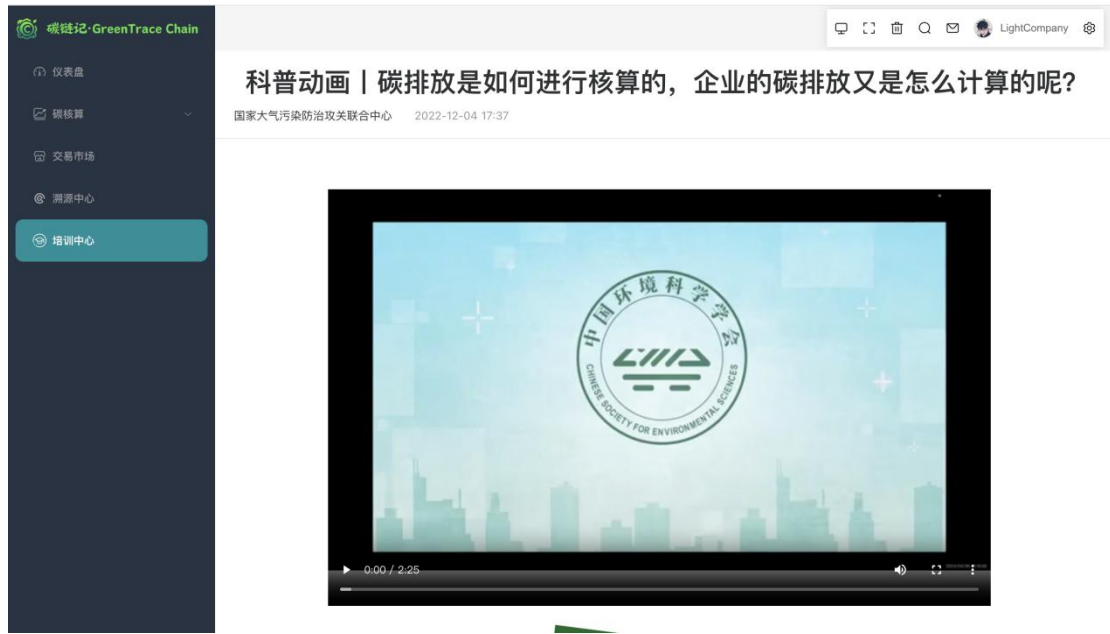 碳链记·GreenTrace Chain
LightCompany
仪表盘
碳核算
交易市场
溯源中心
培训中心
科普动画丨碳排放是如何进行核算的，企业的碳排放又是怎么计算的呢？
国家大气污染防治攻关联合中心 2022-12-04 17:37
中国环境科学学会
CHINESE SOCIETY FOR ENVIRONMENTAL SCIENCES
0:00 / 2:25